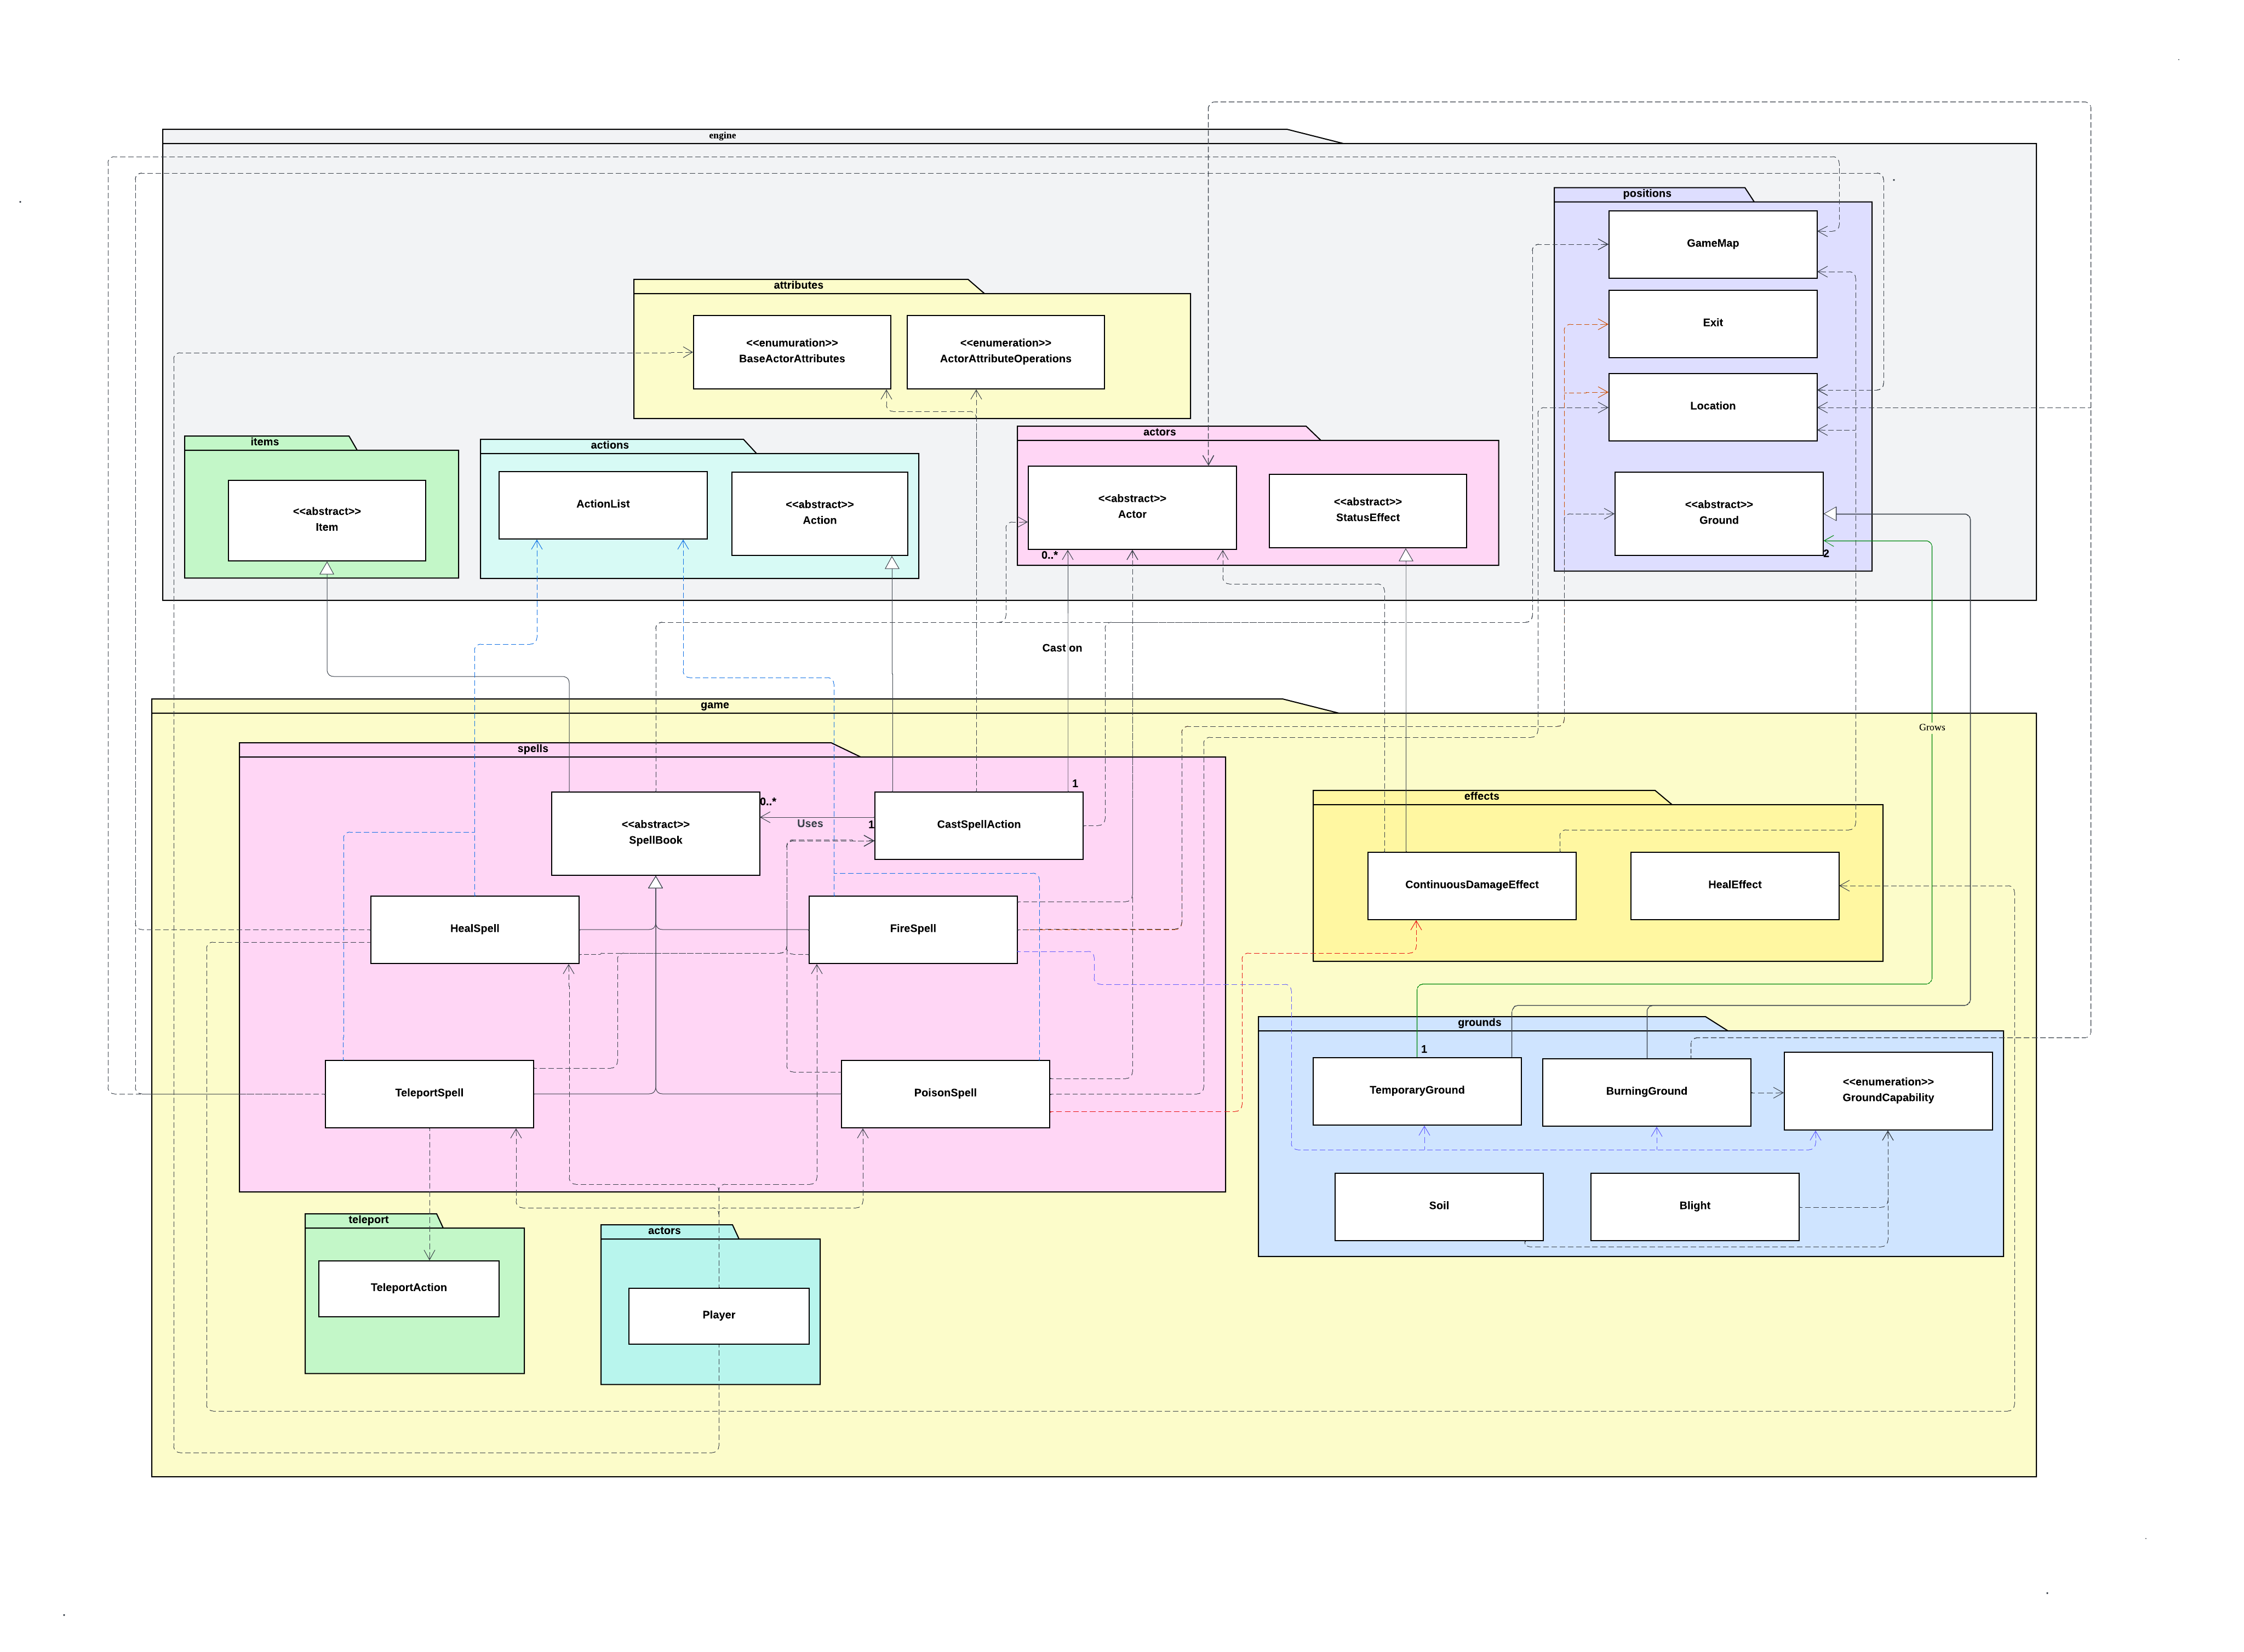 engine
positions
GameMap
attributes
Exit
<<enumuration>>
BaseActorAttributes
<<enumeration>>
ActorAttributeOperations
Location
items
actions
actors
<<abstract>>
Item
ActionList
<<abstract>>
Action
<<abstract>>
Actor
<<abstract>>
StatusEffect
<<abstract>>
Ground
0..*
2
Cast on
game
Grows
spells
1
effects
0..*
<<abstract>>
SpellBook
Uses
1
CastSpellAction
ContinuousDamageEffect
HealEffect
HealSpell
FireSpell
grounds
1
TeleportSpell
PoisonSpell
TemporaryGround
BurningGround
<<enumeration>>
GroundCapability
Soil
Blight
teleport
actors
TeleportAction
Player